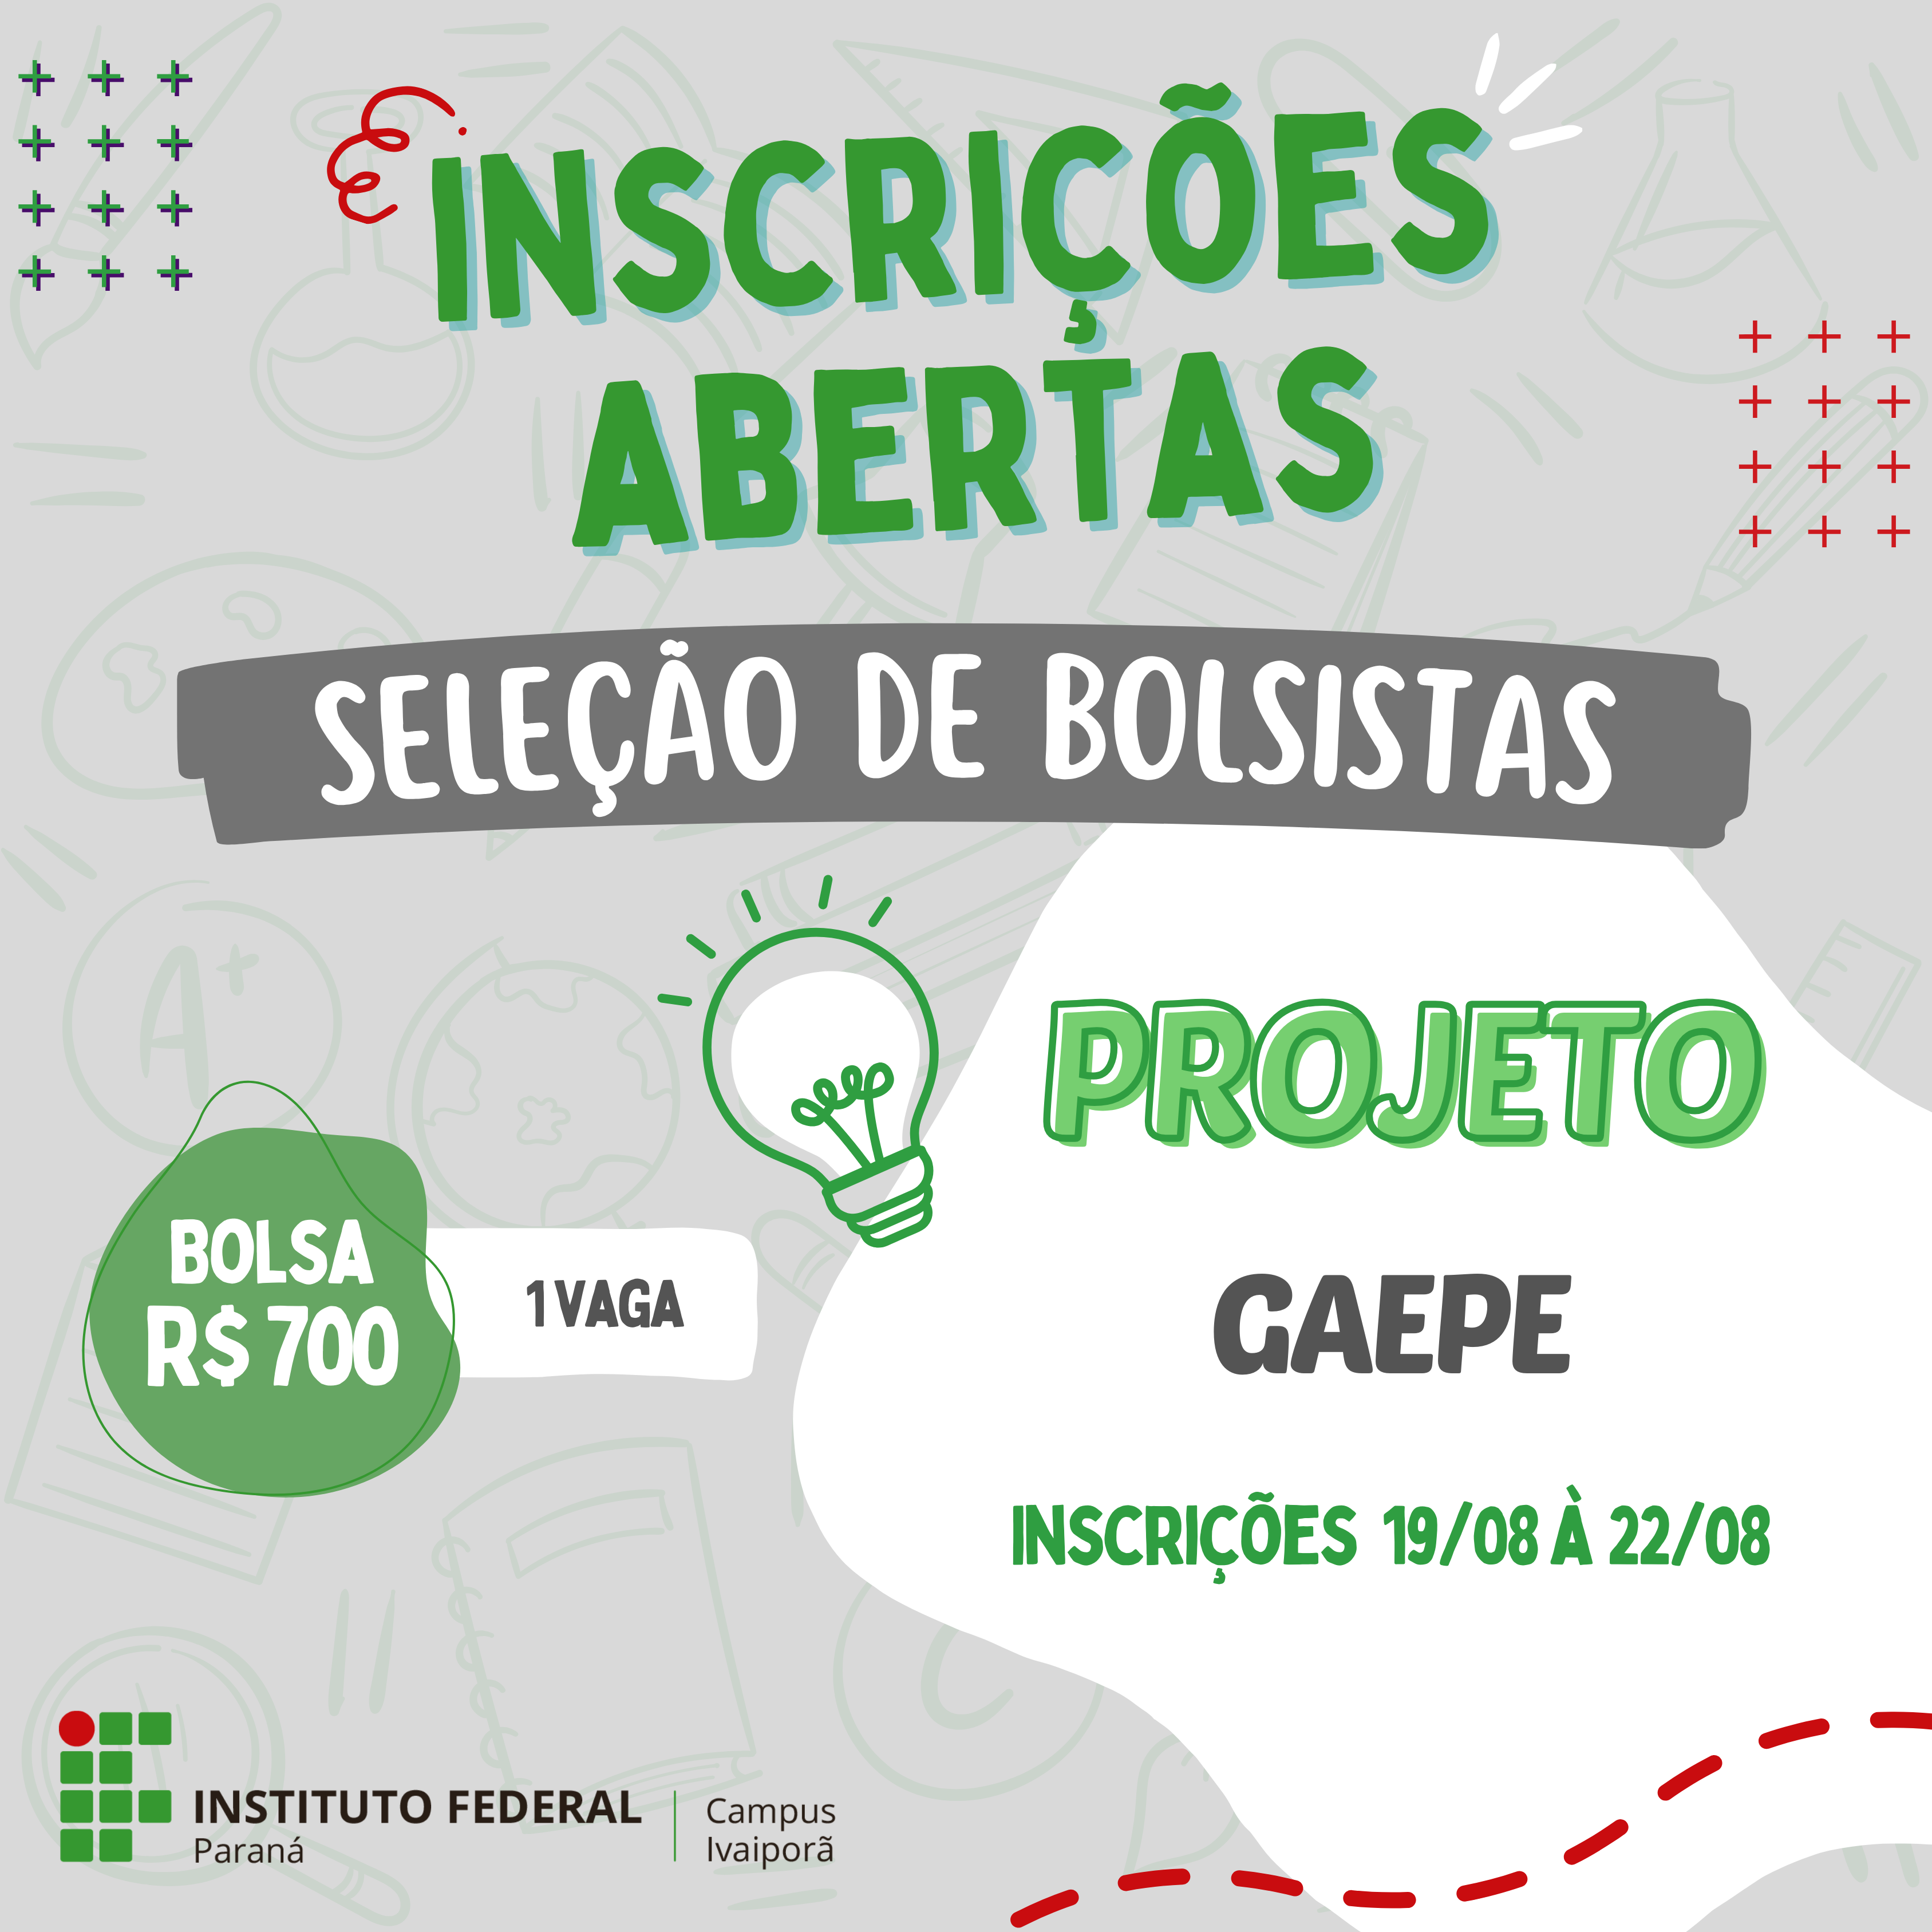 INSCRIÇÕES
ABERTAS
SELEÇÃO DE BOLSISTAS
PROJETO
BOLSA
R$ 700
1 VAGA
GAEPE
INSCRIÇÕES 19/08 À 22/08
A+
INSTITUTO FEDERAL
Paraná
Campus
Ivaiporã